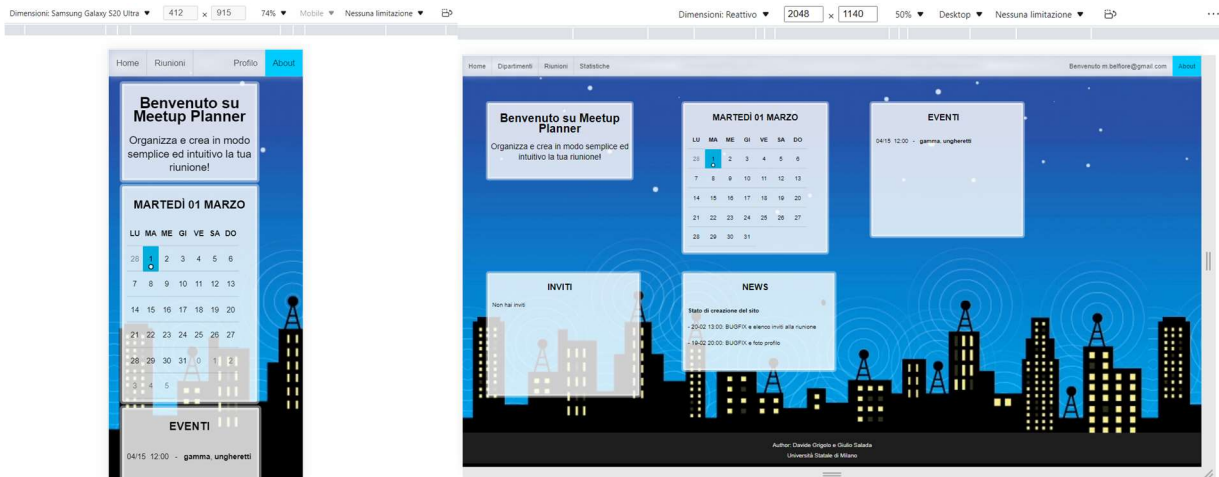 Dimensioni: Samsung Galaxy S20 Ultra ▼ 412 x 915 74% ▼ Mobile ▼ Nessuna limitazione ▼
Home Riunioni Profilo About
Benvenuto su
Meetup Planner
Organizza e crea in modo
semplice ed intuitivo la tua
riunione!
MARTEDÌ 01 MARZO
LU MA ME GI VE SA DO
28 1 2 3 4 5 6
7 8 9 10 11 12 13
14 15 16 17 18 19 20
21 22 23 24 25 26 27
28 29 30 31 0 1 2
3 4 5
EVENTI
04/15 12:00 - gamma, ungheretti
Dimensioni: Reattivo ▼ 2048 x 1140 50% ▼ Desktop ▼ Nessuna limitazione ▼ ...
Home Dipartimenti Riunioni Statistiche Benvenuto m.belfiore@gmail.com About
Benvenuto su Meetup
Planner
Organizza e crea in modo semplice ed
intuitivo la tua riunione!
MARTEDÌ 01 MARZO
LU MA ME GI VE SA DO
28 1 2 3 4 5 6
7 8 9 10 11 12 13
14 15 16 17 18 19 20
21 22 23 24 25 26 27
28 29 30 31
EVENTI
04/15 12:00 - gamma, ungheretti
INVITI
Non hai inviti
NEWS
Stato di creazione del sito
- 20-02 13:00: BUGFIX e elenco inviti alla riunione
- 19-02 20:00: BUGFIX e foto profilo
Author: Davide Grigolo e Giulio Salada
Università Statale di Milano